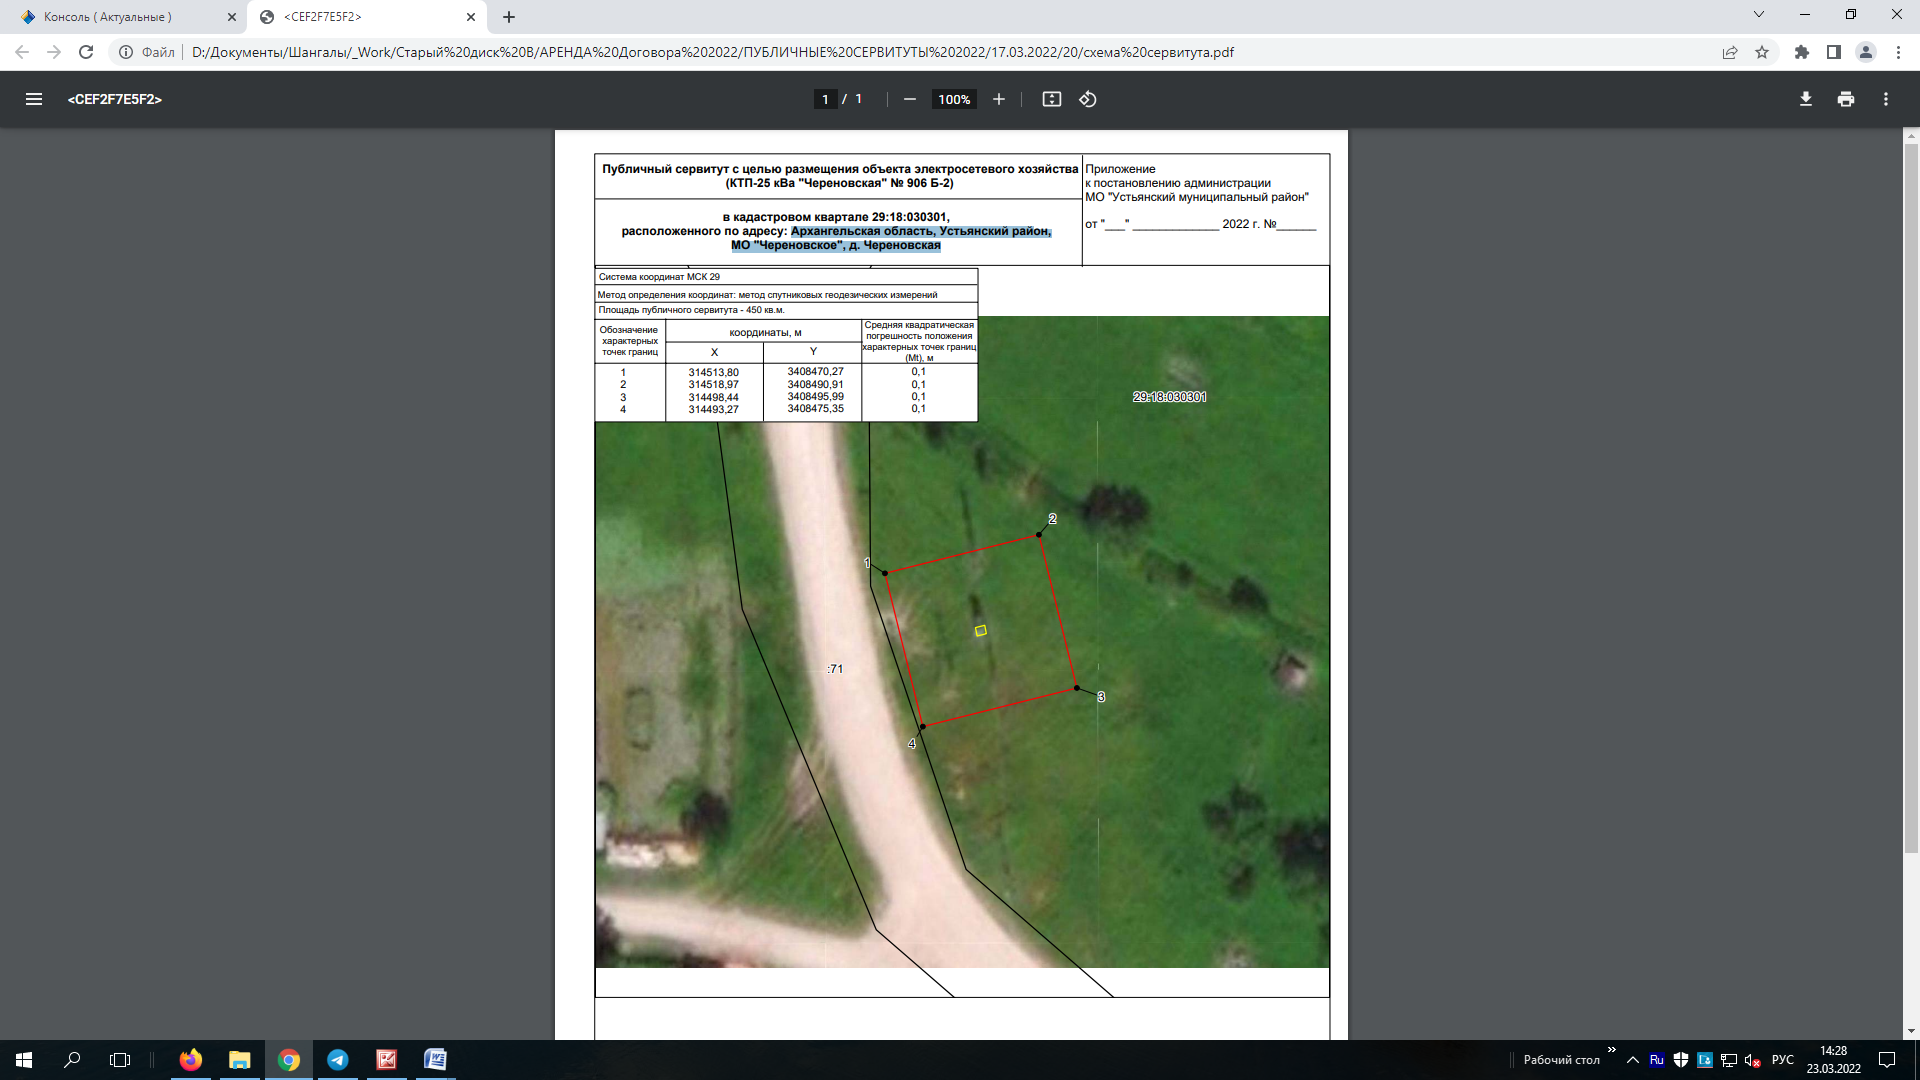 Консоль ( Актуальные )
<CEF2F7E5F2>
Файл
D:/Документы/Шангалы/_Work/Старый%20диск%20В/АРЕНДА%20Договора%202022/ПУБЛИЧНЫЕ%20СЕРВИТУТЫ%202022/17.03.2022/20/схема%20сервитута.pdf
<CEF2F7E5F2>
1 / 1
100%
Публичный сервитут с целью размещения объекта электросетевого хозяйства
(КТП-25 кВа "Череновская" № 906 Б-2)
в кадастровом квартале 29:18:030301,
расположенного по адресу: Архангельская область, Устьянский район,
МО "Череновское", д. Череновская
Приложение
к постановлению администрации
МО "Устьянский муниципальный район"
от "___" _____________ 2022 г. №______
Система координат МСК 29
Метод определения координат: метод спутниковых геодезических измерений
Площадь публичного сервитута - 450 кв.м.
Обозначение
характерных
точек границ
координаты, м
X
Y
Средняя квадратическая
погрешность положения
характерных точек границ
(Mt), м
1 314513,80 3408470,27 0,1
2 314518,97 3408490,91 0,1
3 314498,44 3408495,99 0,1
4 314493,27 3408475,35 0,1
29:18:030301
2
1
:71
3
4
Рабочий стол
»
Ru
РУС
14:28
23.03.2022